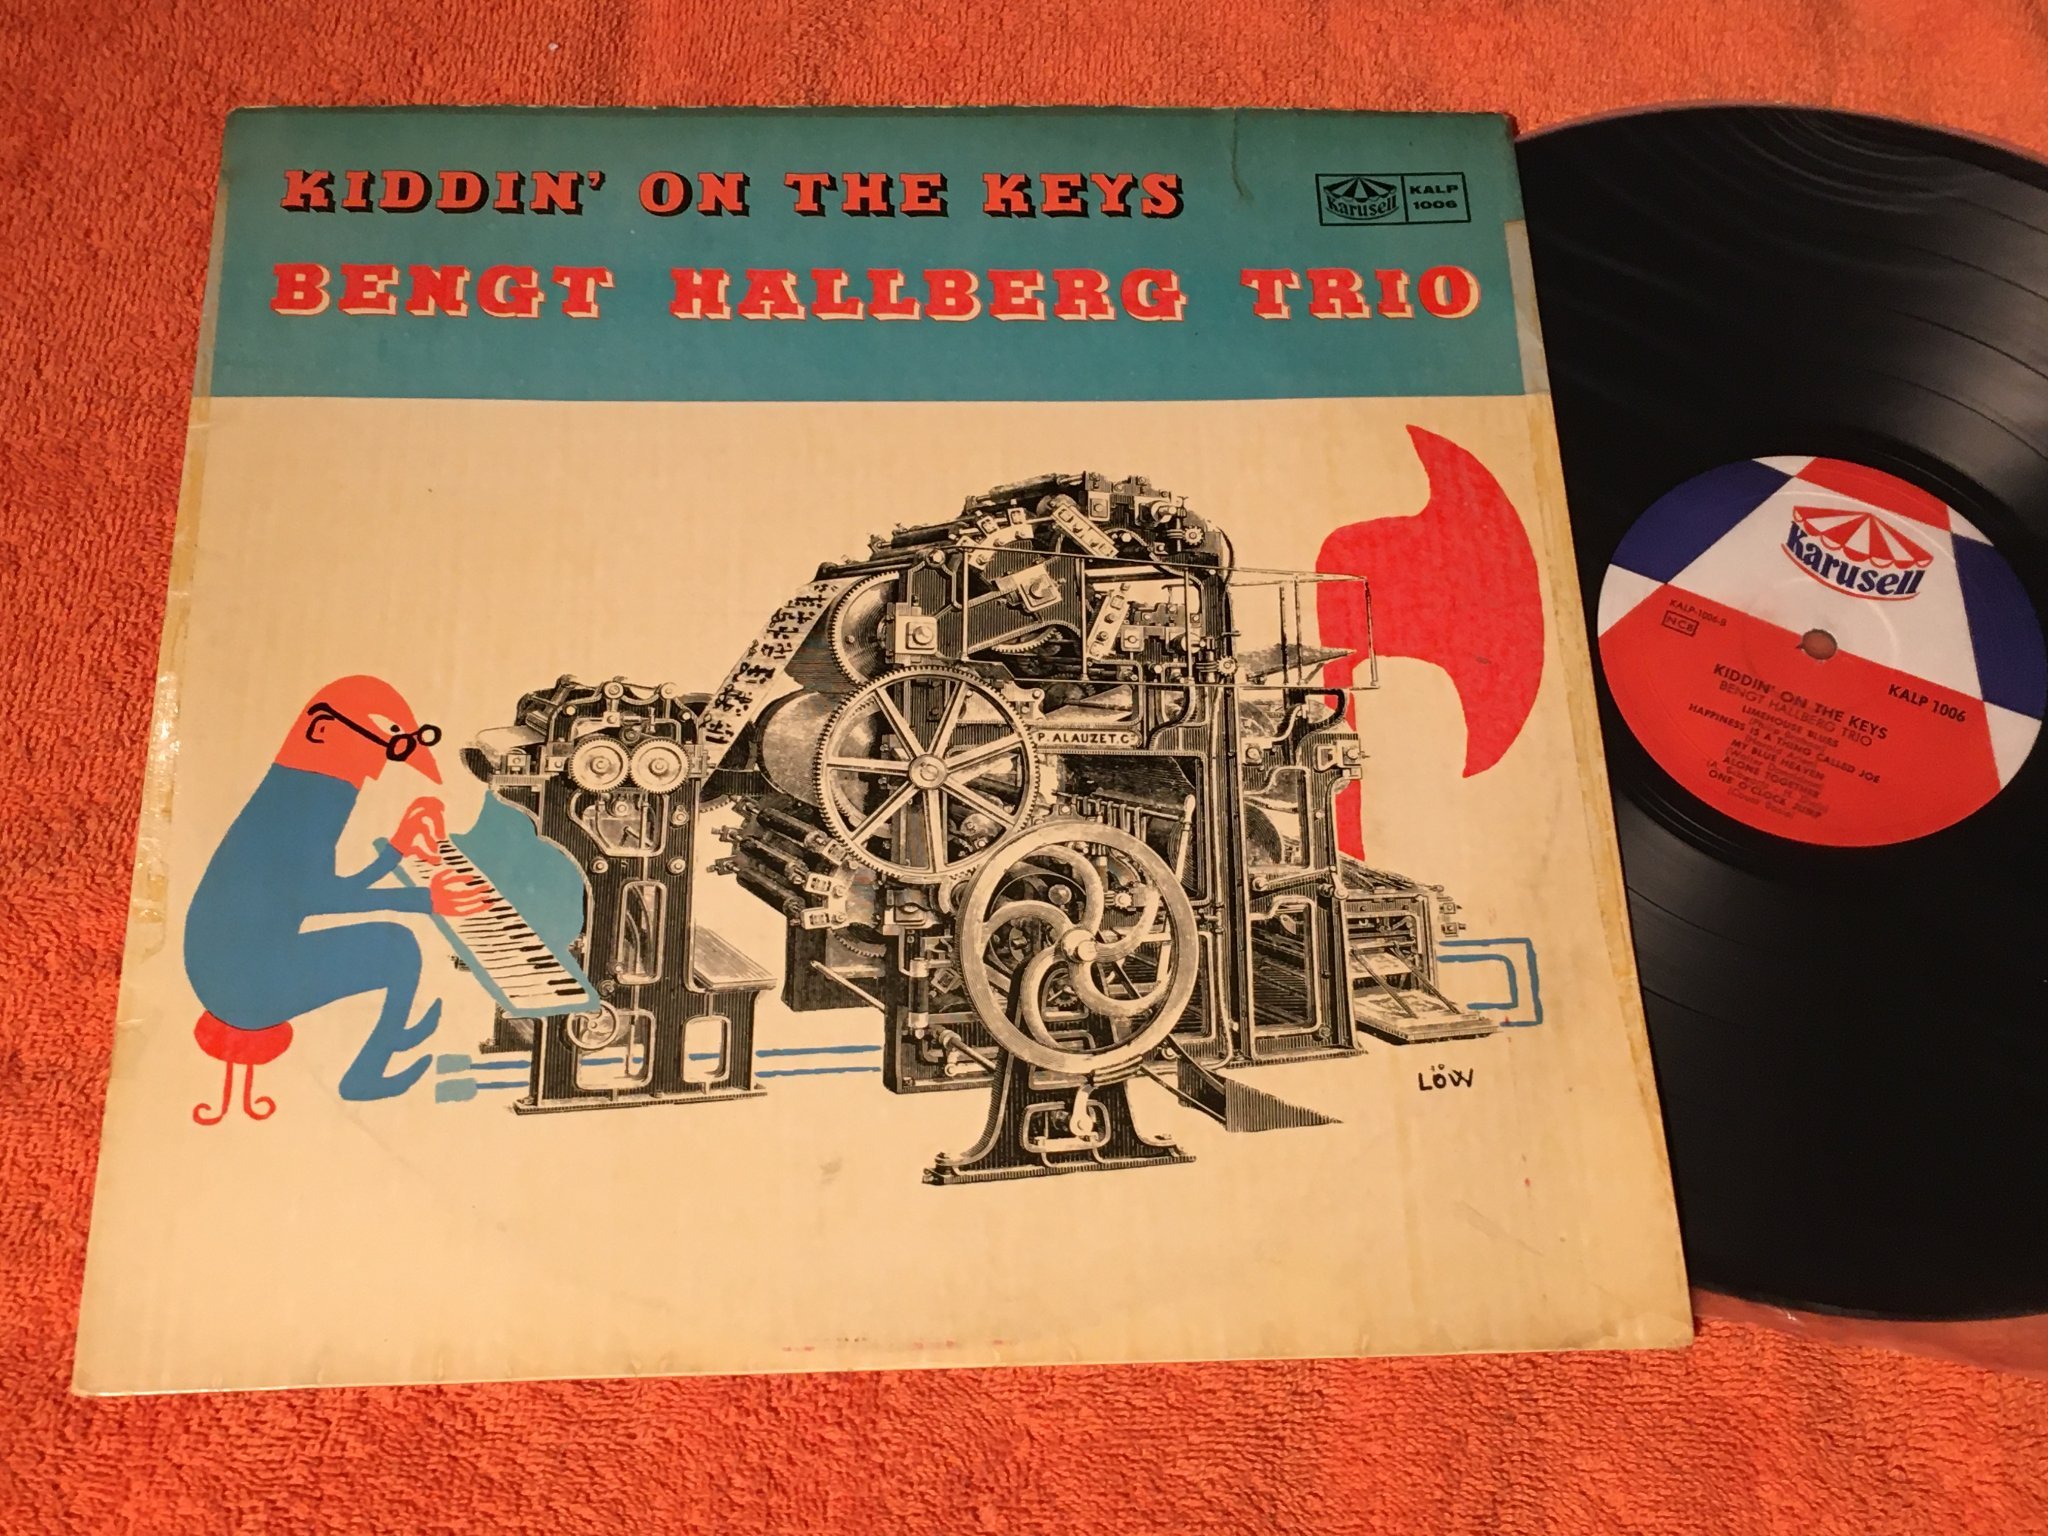 KIDDIN' ON THE KEYS
Karusell
KALP
1006
BENGT HALLBERG TRIO
P. ALAUZET. C
LÖW
Karusell
KALP-1006-B
NCB
KALP 1006
KIDDIN' ON THE KEYS
BENGT HALLBERG TRIO
LIMEHOUSE BLUES
HAPPINESS IS A THING CALLED JOE
MY BLUE HEAVEN
ALONE TOGETHER
ONE O'CLOCK JUMP
(Count Basie)